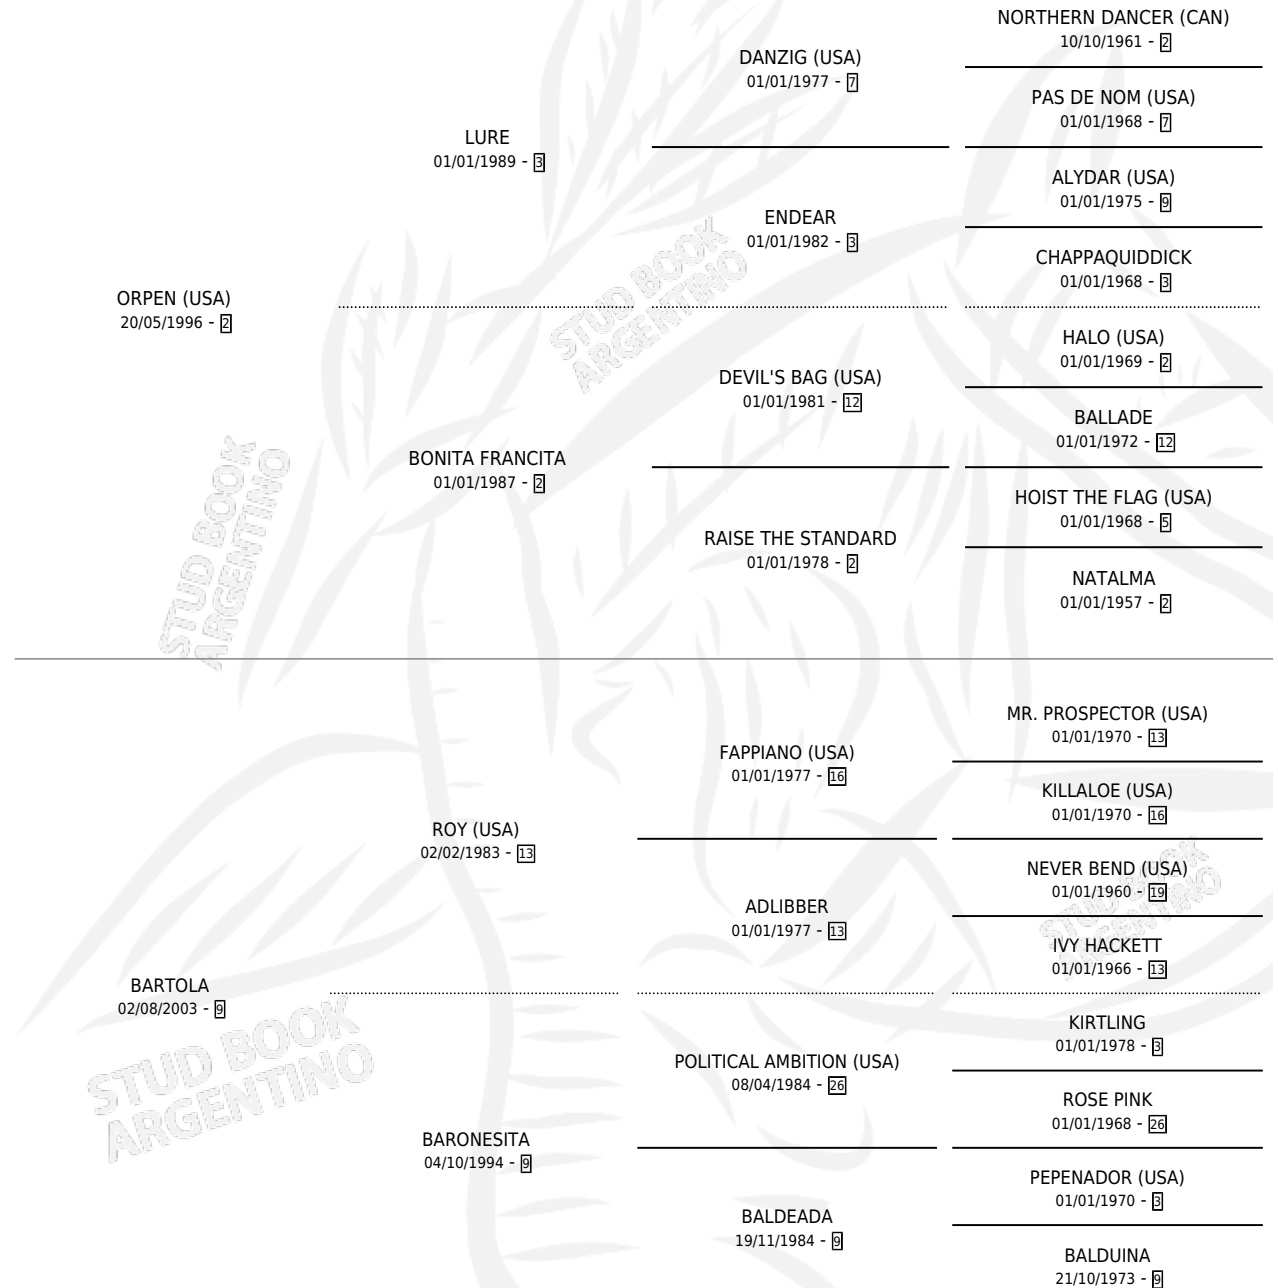 NORTHERN DANCER (CAN)
10/10/1961 - 2
DANZIG (USA)
01/01/1977 - 7
PAS DE NOM (USA)
01/01/1968 - 7
LURE
01/01/1989 - 3
ALYDAR (USA)
01/01/1975 - 9
ENDEAR
01/01/1982 - 3
CHAPPAQUIDDICK
01/01/1968 - 3
ORPEN (USA)
20/05/1996 - 2
HALO (USA)
01/01/1969 - 2
DEVIL'S BAG (USA)
01/01/1981 - 12
BALLADE
01/01/1972 - 12
BONITA FRANCITA
01/01/1987 - 2
HOIST THE FLAG (USA)
01/01/1968 - 5
RAISE THE STANDARD
01/01/1978 - 2
NATALMA
01/01/1957 - 2
MR. PROSPECTOR (USA)
01/01/1970 - 13
FAPPIANO (USA)
01/01/1977 - 16
KILLALOE (USA)
01/01/1970 - 16
ROY (USA)
02/02/1983 - 13
NEVER BEND (USA)
01/01/1960 - 19
ADLIBBER
01/01/1977 - 13
IVY HACKETT
01/01/1966 - 13
BARTOLA
02/08/2003 - 9
KIRTLING
01/01/1978 - 3
POLITICAL AMBITION (USA)
08/04/1984 - 26
ROSE PINK
01/01/1968 - 26
BARONESITA
04/10/1994 - 9
PEPENADOR (USA)
01/01/1970 - 3
BALDEADA
19/11/1984 - 9
BALDUINA
21/10/1973 - 9
STUD BOOK
ARGENTINO
STUD BOOK
ARGENTINO
STUD BOOK
ARGENTINO
STUD BOOK
ARGENTINO